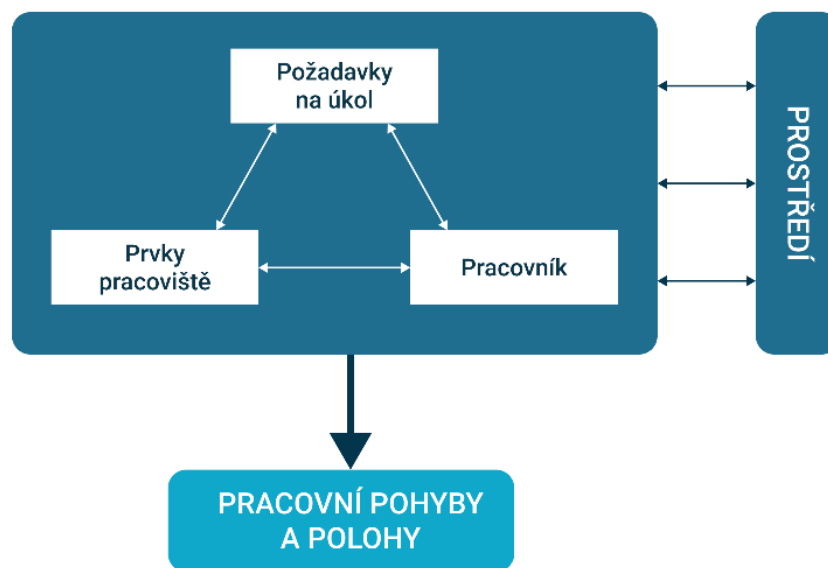 Požadavky
na úkol
Prvky
pracoviště
Pracovník
PROSTŘEDÍ
PRACOVNÍ POHYBY
A POLOHY